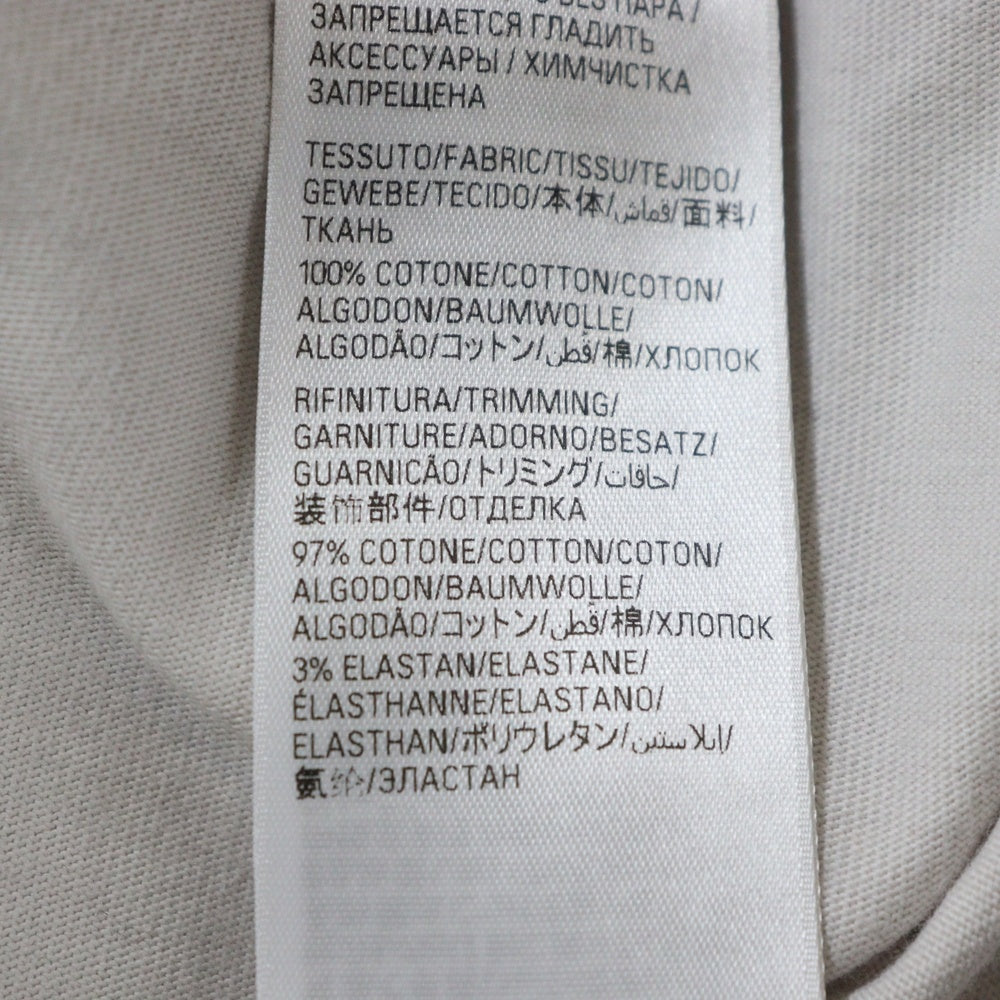 ПАРА /
ЗАПРЕЩАЕТСЯ ГЛАДИТЬ
АКСЕССУАРЫ / ХИМЧИСТКА
ЗАПРЕЩЕНА
TESSUTO/FABRIC/TISSU/TEJIDO/
GEWEBE/TECIDO/本体/قماش/面料/
ТКАНЬ
100% COTONE/COTTON/COTON/
ALGODON/BAUMWOLLE/
ALGODÃO/コットン/قطن/棉/ХЛОПОК
RIFINITURA/TRIMMING/
GARNITURE/ADORNO/BESATZ/
GUARNICÃO/トリミング/حافات/
装饰部件/ОТДЕЛКА
97% COTONE/COTTON/COTON/
ALGODON/BAUMWOLLE/
ALGODÃO/コットン/قطن/棉/ХЛОПОК
3% ELASTAN/ELASTANE/
ÉLASTHANNE/ELASTANO/
ELASTHAN/ポリウレタン/إيلاستين/
氨纶/ЭЛАСТАН